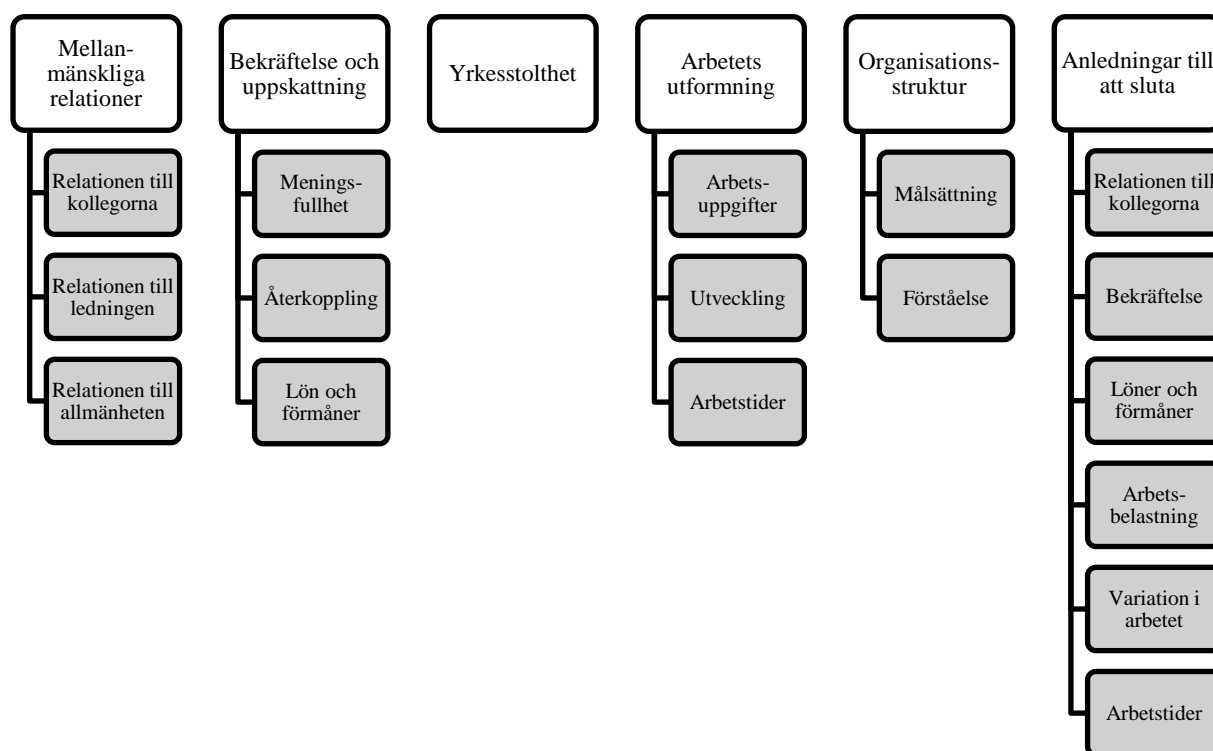 Mellan-
mänskliga
relationer
Relationen till
kollegorna
Relationen till
ledningen
Relationen till
allmänheten
Bekräftelse och
uppskattning
Menings-
fullhet
Återkoppling
Lön och
förmåner
Yrkesstolthet
Arbetets
utformning
Arbets-
uppgifter
Utveckling
Arbetstider
Organisations-
struktur
Målsättning
Förståelse
Anledningar till
att sluta
Relationen till
kollegorna
Bekräftelse
Löner och
förmåner
Arbets-
belastning
Variation i
arbetet
Arbetstider